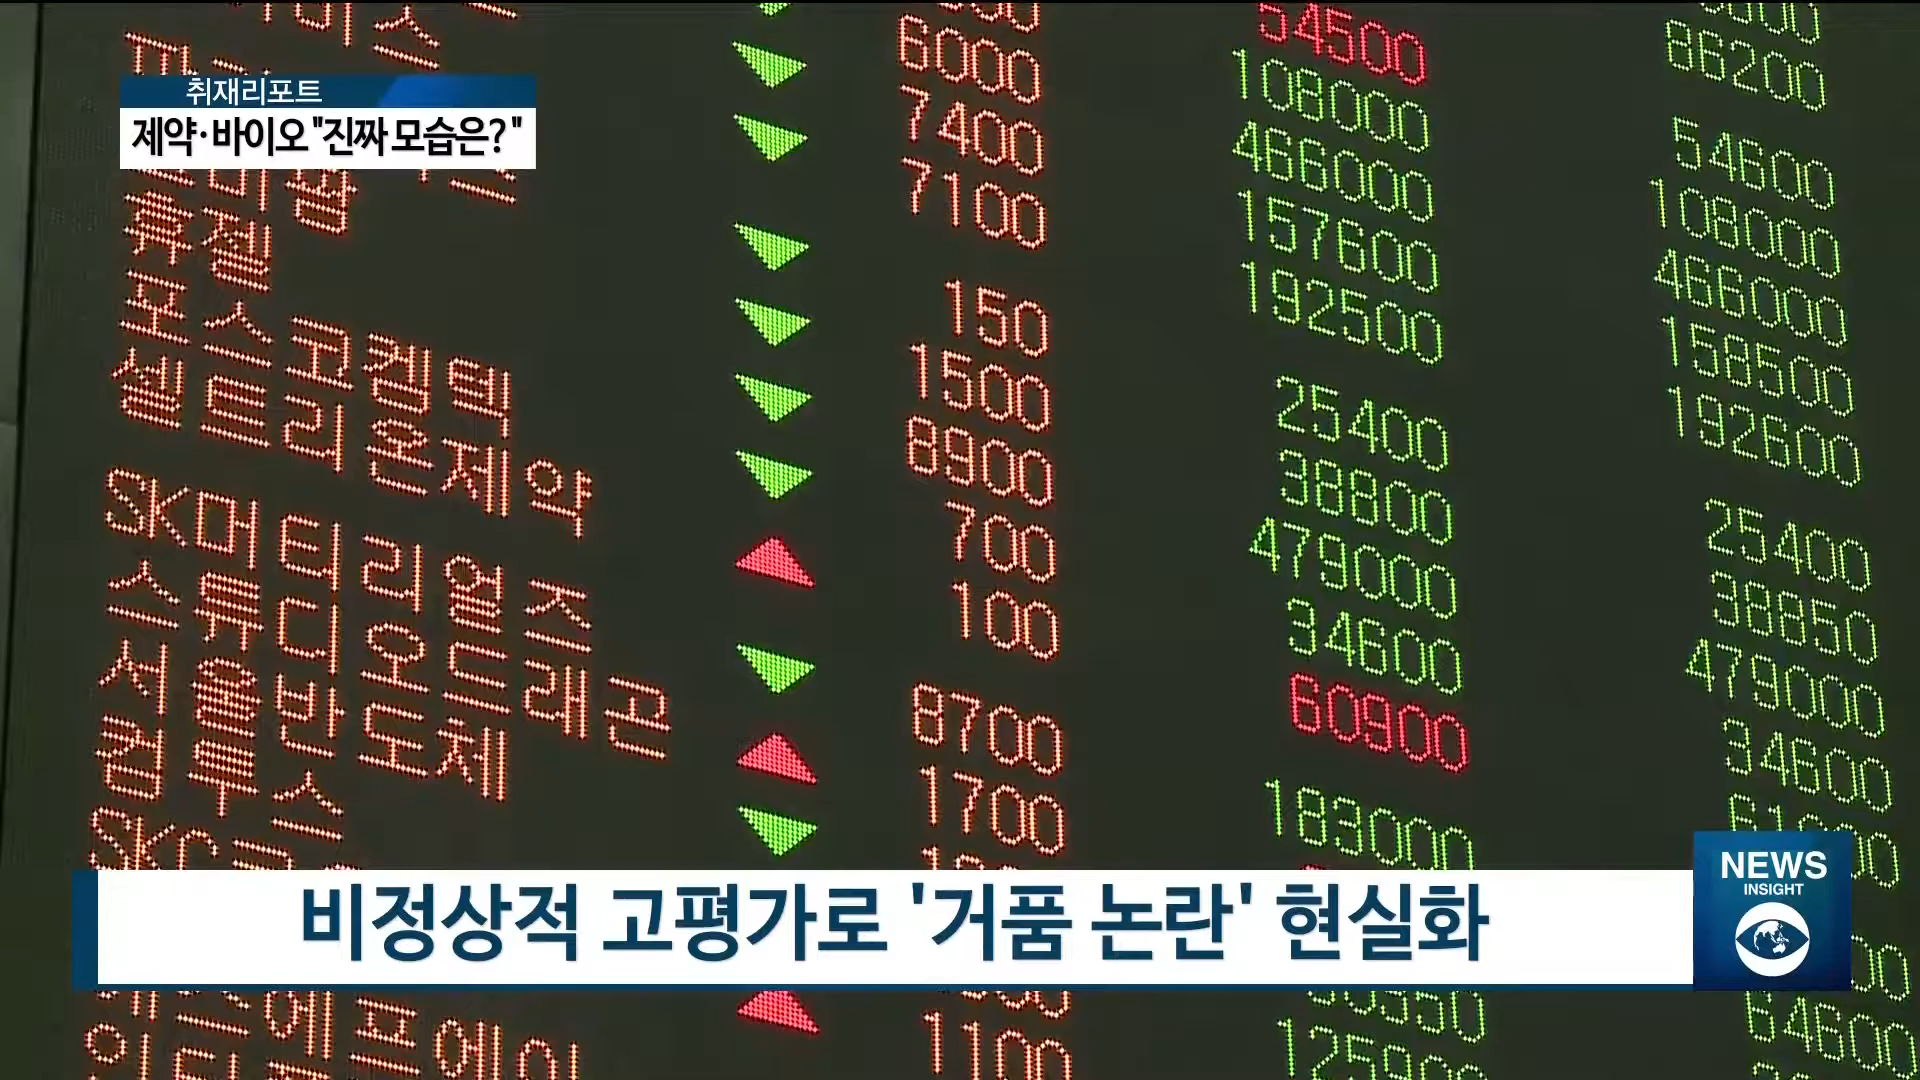 취재리포트
제약·바이오 "진짜 모습은?"
54500
6000 108000 66200
7400 466000 54600
7100 157600 108000
휴젤 192500 466000
포스코켐텍 150 158500
셀트리온제약 1500 25400 192600
8900 38800
SK머티리얼즈 700 479000 25400
스튜디오드래곤 100 34600 38850
서울반도체 60900 479000
컴투스 8700 34600
1700 183000
비정상적 고평가로 '거품 논란' 현실화
NEWS
INSIGHT
1100 64600